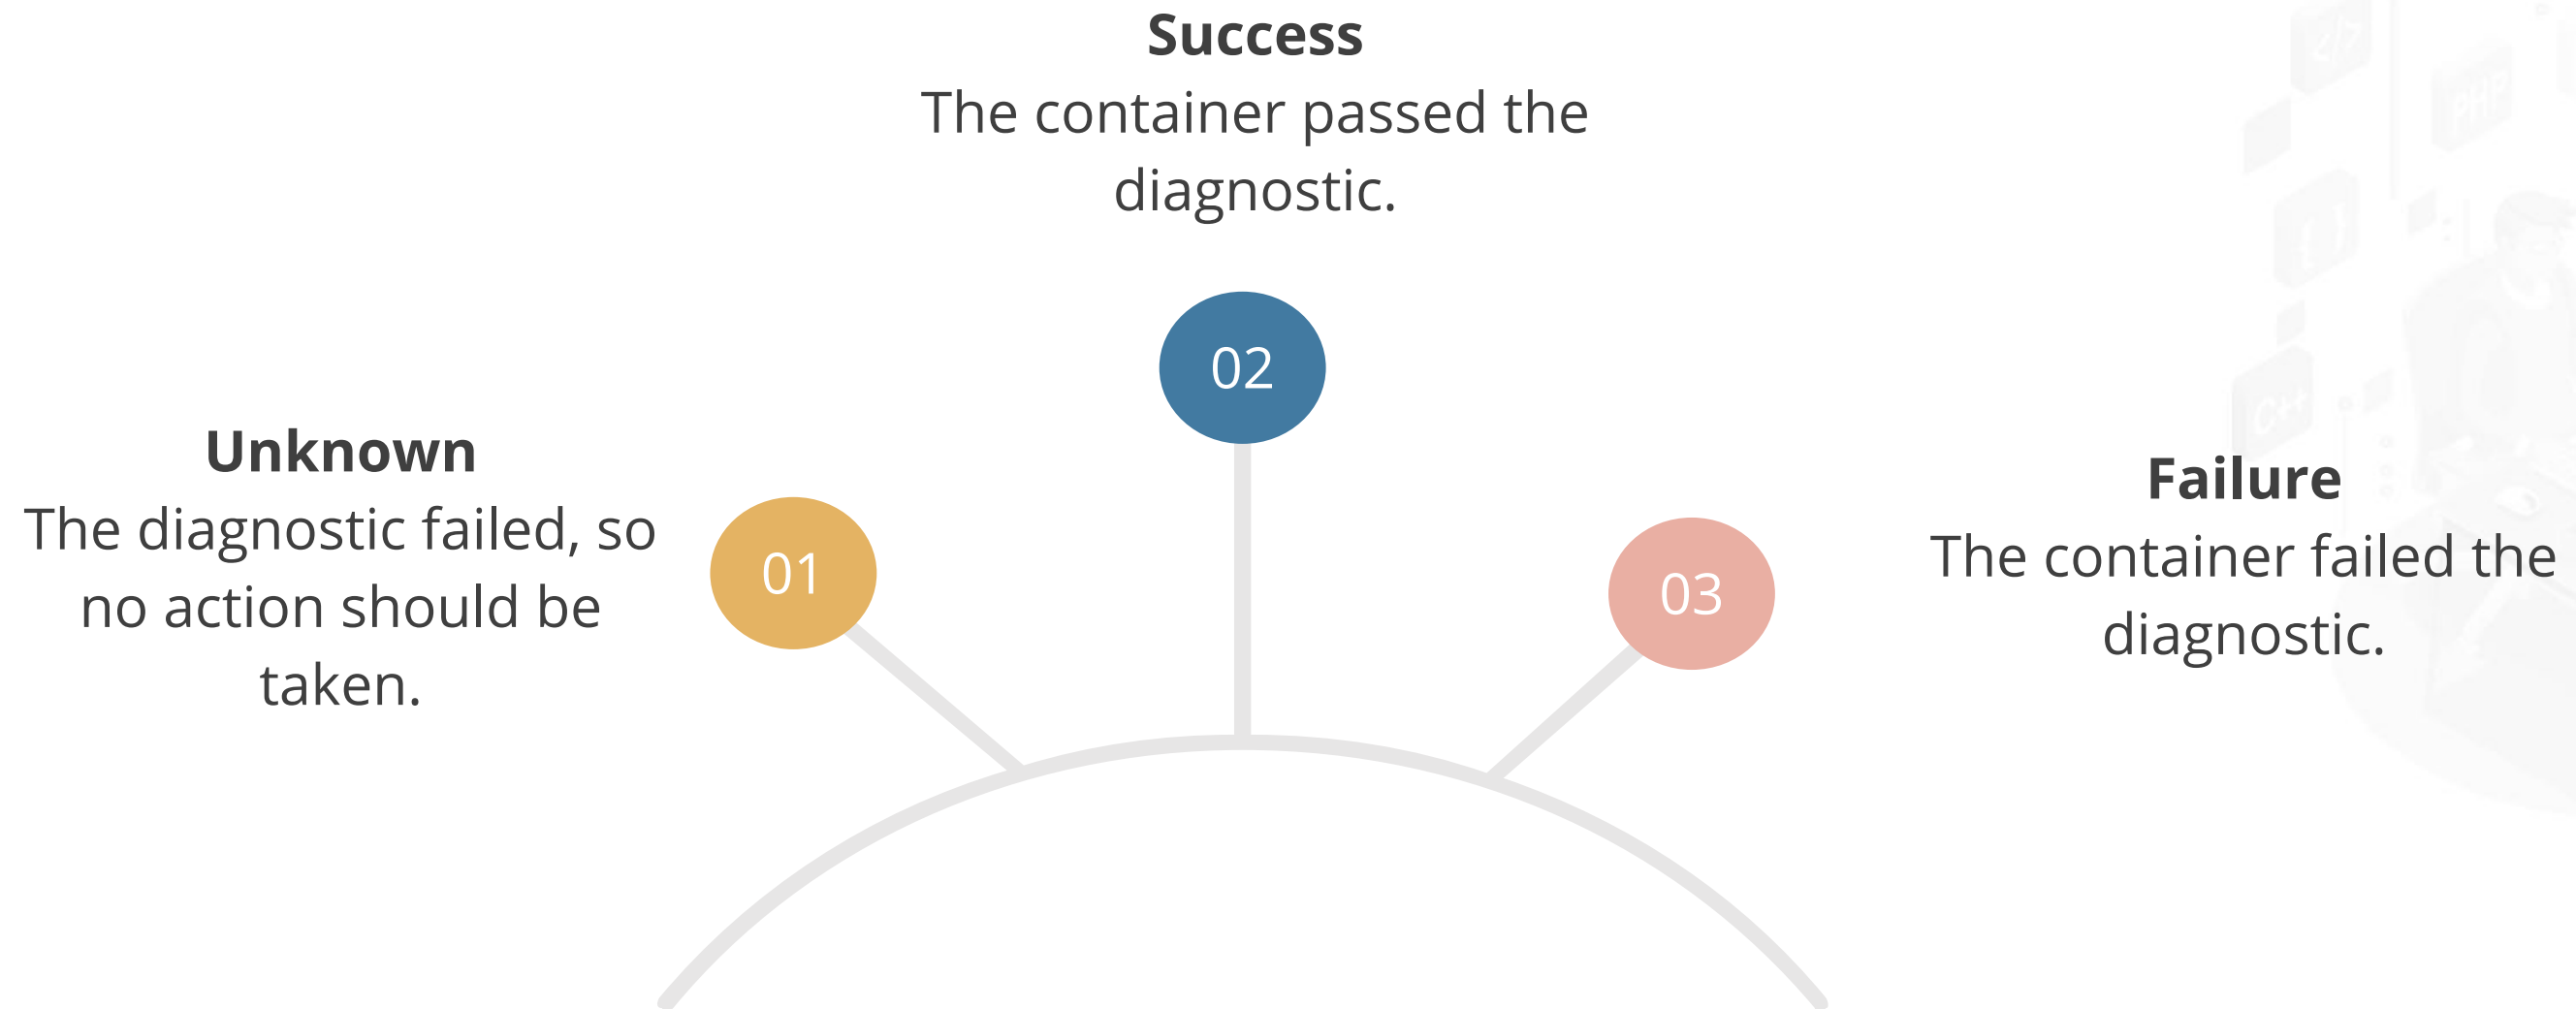 Success
The container passed the
diagnostic.
02
Unknown
The diagnostic failed, so
no action should be
taken.
01
03
Failure
The container failed the
diagnostic.
</>
PHP
{ }
C++